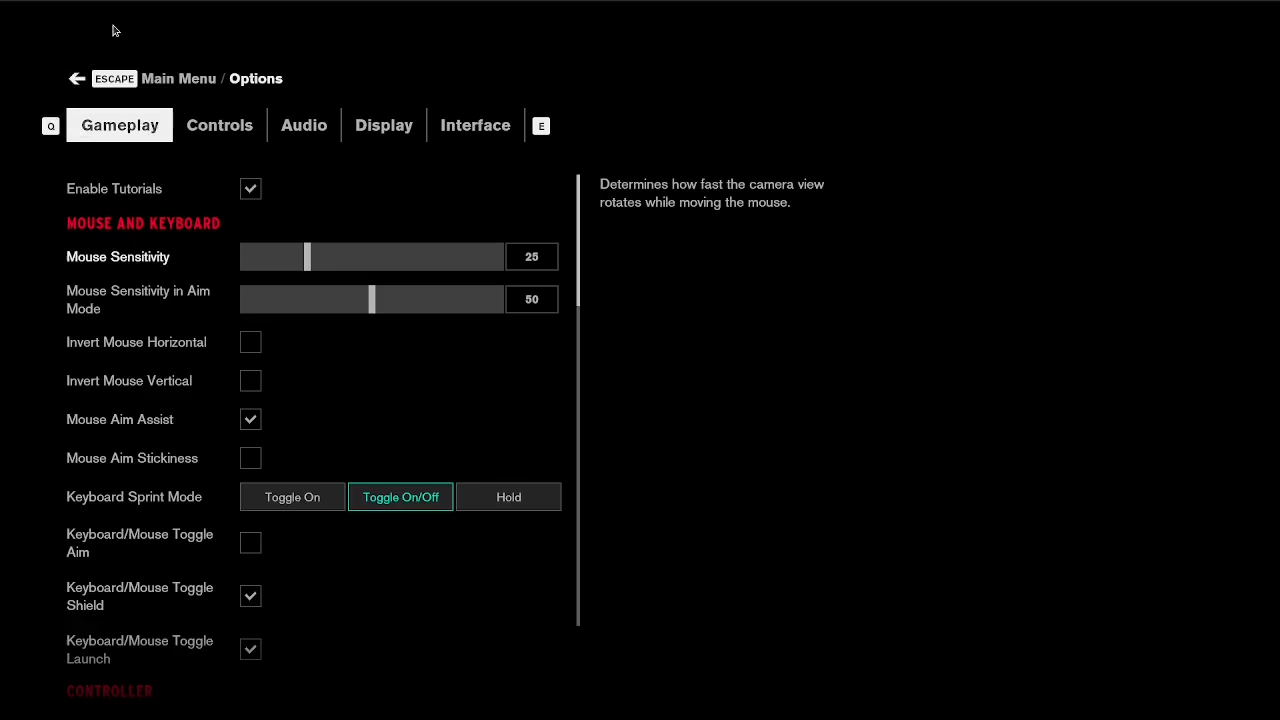 ESCAPE Main Menu / Options
Q Gameplay Controls Audio Display Interface E
Enable Tutorials
Determines how fast the camera view
rotates while moving the mouse.
MOUSE AND KEYBOARD
Mouse Sensitivity 25
Mouse Sensitivity in Aim
Mode 50
Invert Mouse Horizontal
Invert Mouse Vertical
Mouse Aim Assist
Mouse Aim Stickiness
Keyboard Sprint Mode Toggle On Toggle On/Off Hold
Keyboard/Mouse Toggle
Aim
Keyboard/Mouse Toggle
Shield
Keyboard/Mouse Toggle
Launch
CONTROLLER